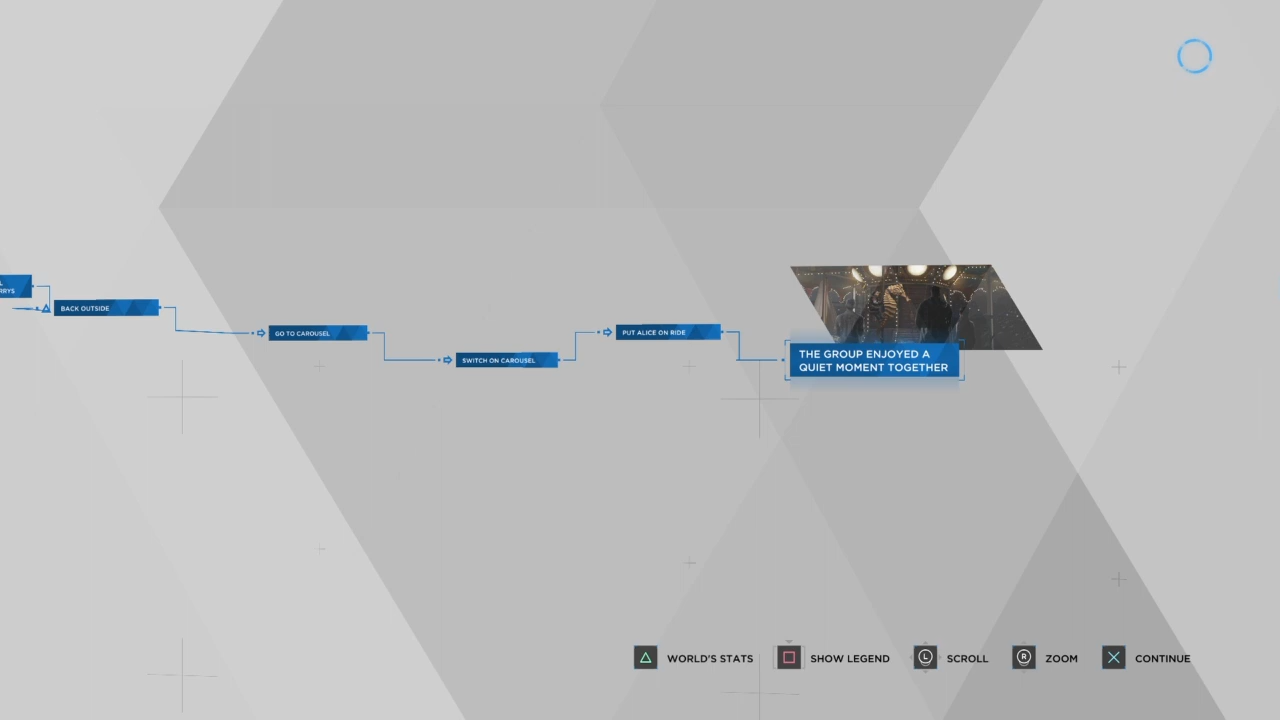 RRYS
BACK OUTSIDE
GO TO CAROUSEL
SWITCH ON CAROUSEL
PUT ALICE ON RIDE
THE GROUP ENJOYED A
QUIET MOMENT TOGETHER
WORLD'S STATS
SHOW LEGEND
L
SCROLL
R
ZOOM
CONTINUE